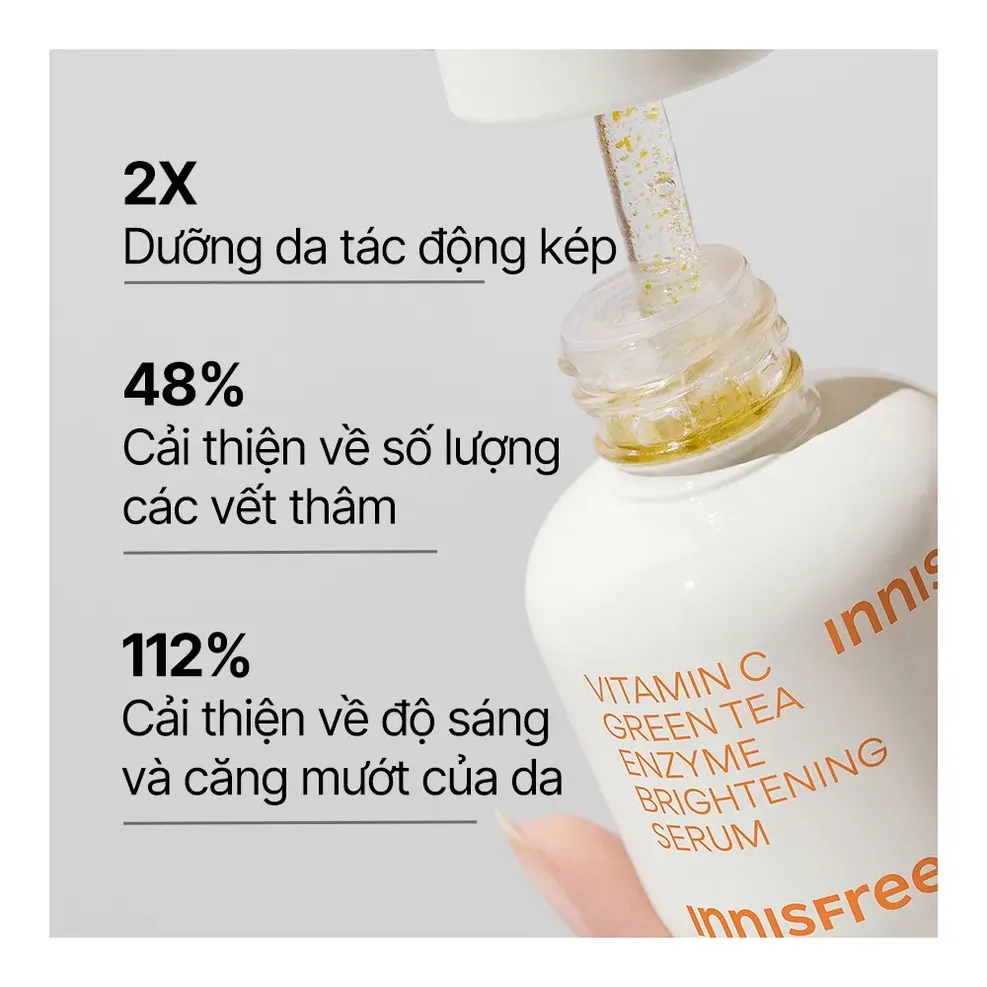 2X
Dưỡng da tác động kép
48%
Cải thiện về số lượng
các vết thâm
112%
Cải thiện về độ sáng
và căng mướt của da
INNIS
VITAMIN C
GREEN TEA
ENZYME
BRIGHTENING
SERUM
INNISFree